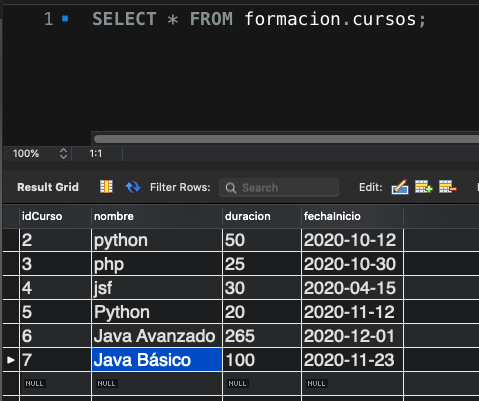 1 SELECT * FROM formacion.cursos;
100% 1:1
Result Grid Filter Rows: Search Edit:
idCurso nombre duracion fechaInicio
2 python 50 2020-10-12
3 php 25 2020-10-30
4 jsf 30 2020-04-15
5 Python 20 2020-11-12
6 Java Avanzado 265 2020-12-01
7 Java Básico 100 2020-11-23
NULL NULL NULL NULL